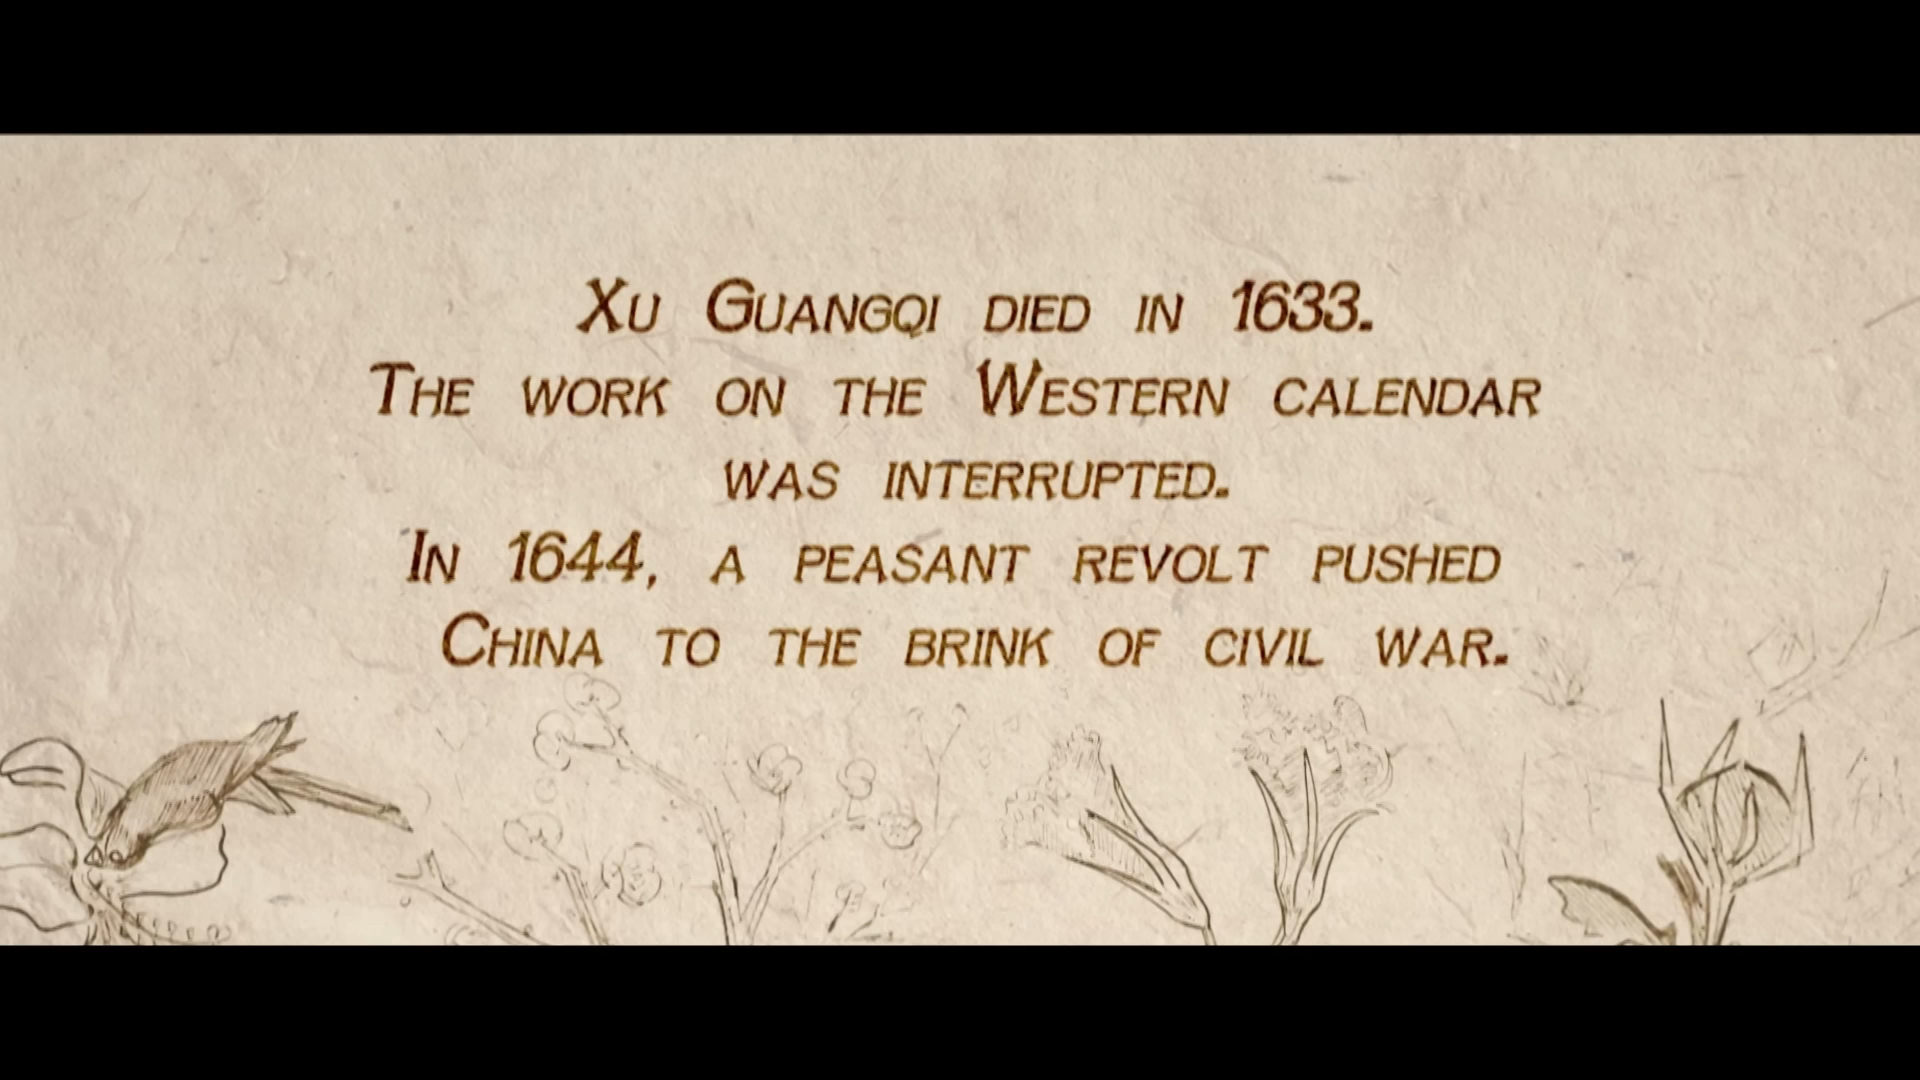 Xu Guangqi died in 1633.
The work on the Western calendar
was interrupted.
In 1644, a peasant revolt pushed
China to the brink of civil war.